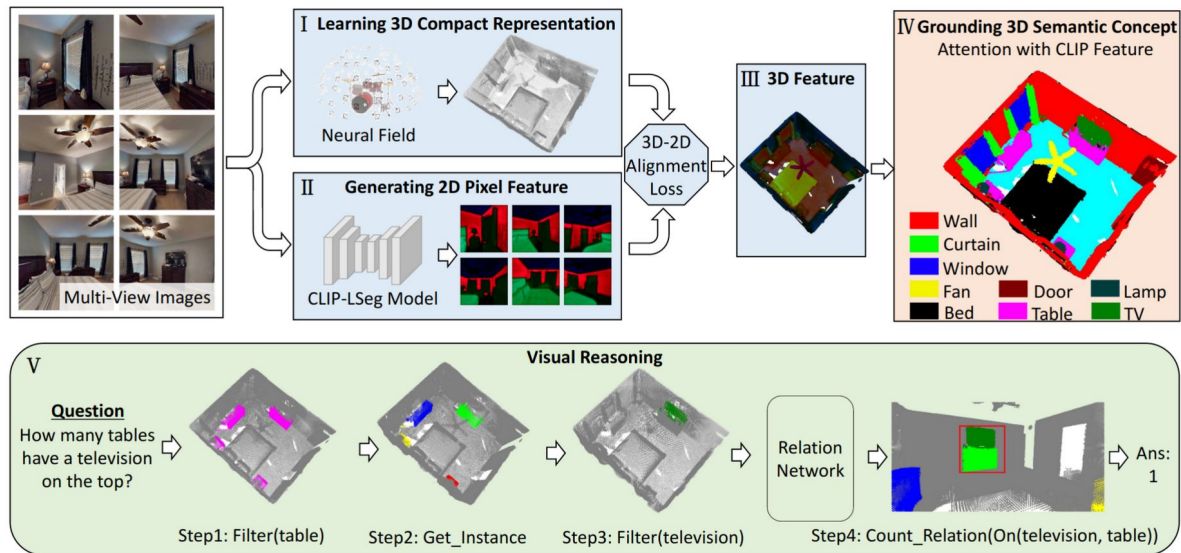 Multi-View Images
Ⅰ Learning 3D Compact Representation
Neural Field
Ⅱ Generating 2D Pixel Feature
CLIP-LSeg Model
3D-2D
Alignment
Loss
Ⅲ 3D Feature
Ⅳ Grounding 3D Semantic Concept
Attention with CLIP Feature
Wall
Curtain
Window
Fan
Door
Lamp
Bed
Table
TV
Ⅴ
Visual Reasoning
Question
How many tables
have a television
on the top?
Step1: Filter(table)
Step2: Get_Instance
Step3: Filter(television)
Relation
Network
Step4: Count_Relation(On(television, table))
Ans:
1